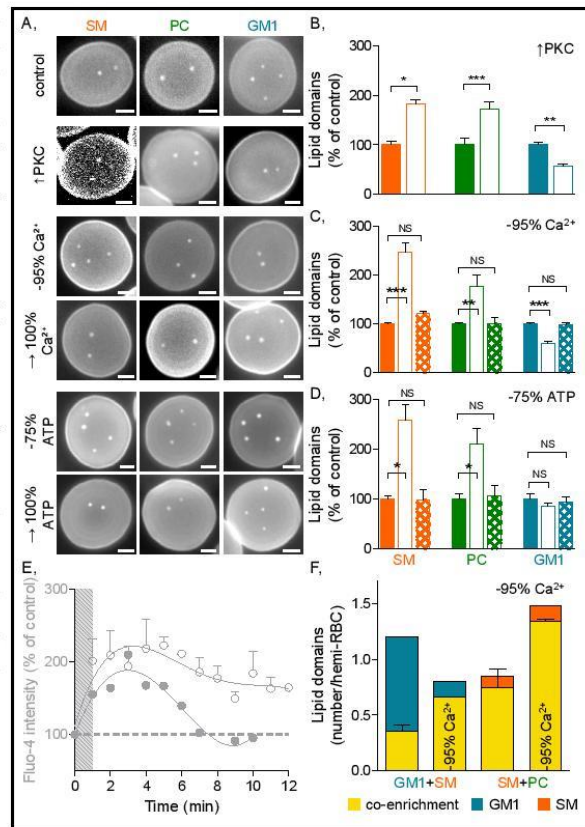 A,
SM PC GM1
control
↑PKC
-95% Ca²⁺
→ 100%
Ca²⁺
-75%
ATP
→ 100%
ATP
B,
↑PKC
Lipid domains
(% of control)
300
200
100
0
*
***
**
C,
-95% Ca²⁺
Lipid domains
(% of control)
300
200
100
0
NS
NS
NS
***
**
***
D,
-75% ATP
Lipid domains
(% of control)
300
200
100
0
NS
NS
NS
*
*
NS
SM PC GM1
E,
Fluo-4 intensity (% of control)
300
200
100
0 2 4 6 8 10 12
Time (min)
F,
-95% Ca²⁺
Lipid domains
(number/hemi-RBC)
1.5
1.0
0.5
0.0
-95% Ca²⁺
-95% Ca²⁺
GM1+SM SM+PC
co-enrichment GM1 SM